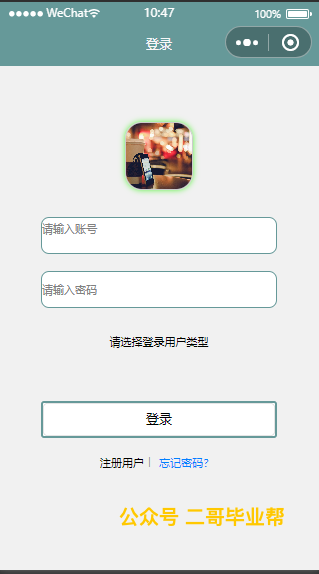 WeChat 10:47 100%
登录
请输入账号
请输入密码
请选择登录用户类型
登录
注册用户 | 忘记密码?
公众号 二哥毕业帮